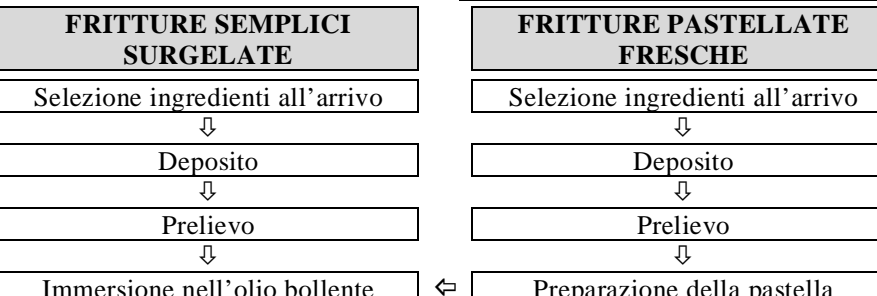 FRITTURE SEMPLICI
SURGELATE
Selezione ingredienti all'arrivo
⇩
Deposito
⇩
Prelievo
⇩
Immersione nell'olio bollente
⇦
FRITTURE PASTELLATE
FRESCHE
Selezione ingredienti all'arrivo
⇩
Deposito
⇩
Prelievo
⇩
Preparazione della pastella